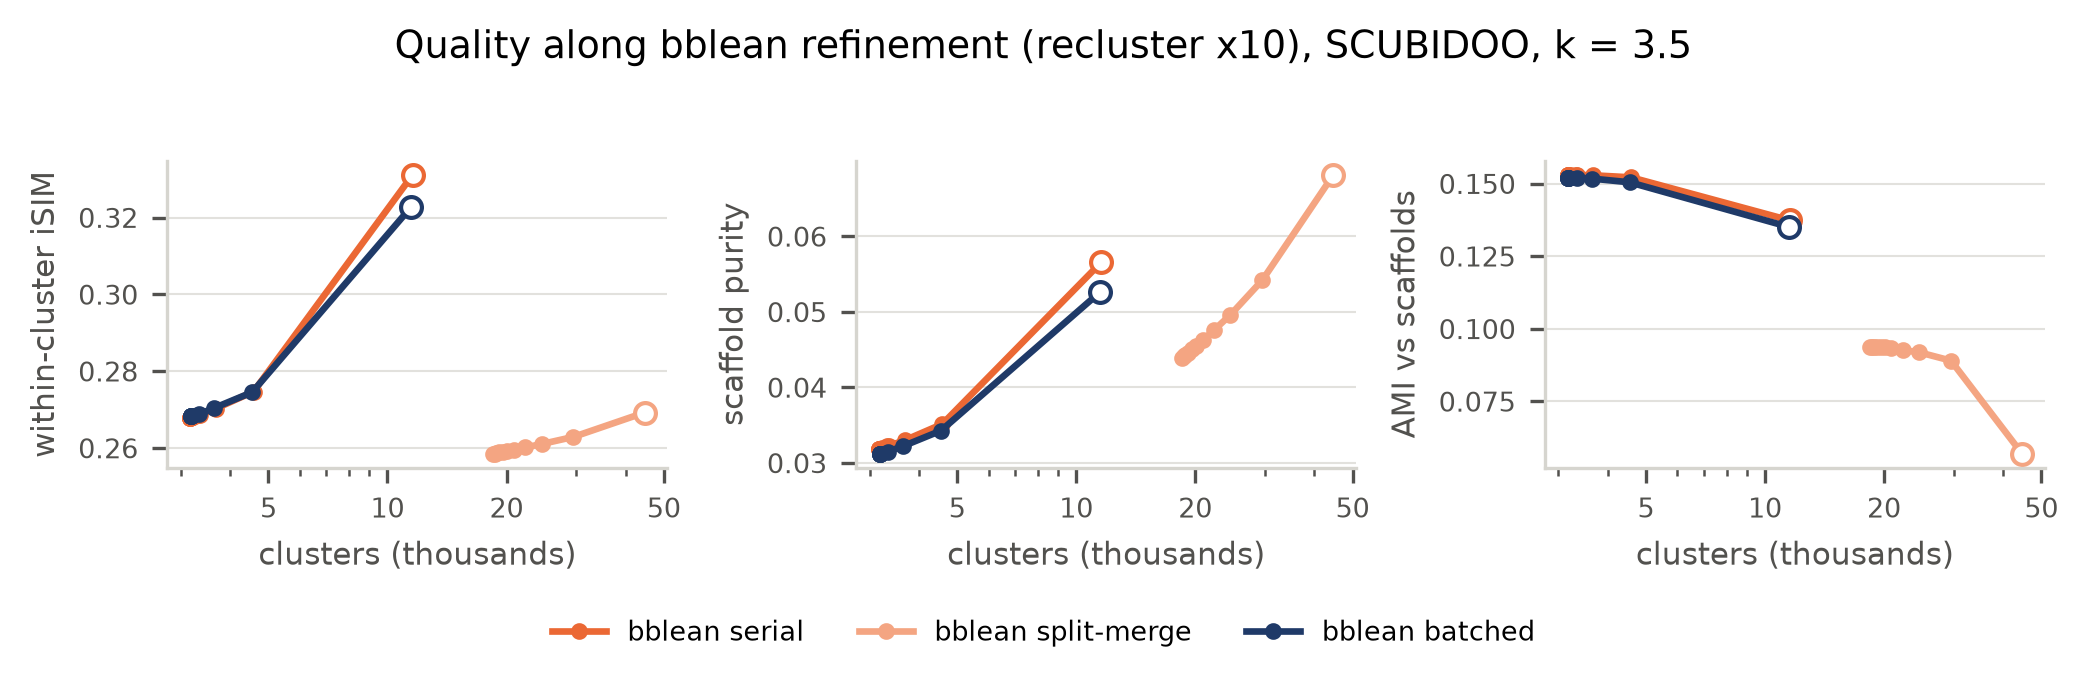 Quality along bblean refinement (recluster x10), SCUBIDOO, k = 3.5
within-cluster iSIM
0.32
0.30
0.28
0.26
5 10 20 50
clusters (thousands)
scaffold purity
0.06
0.05
0.04
0.03
5 10 20 50
clusters (thousands)
AMI vs scaffolds
0.150
0.125
0.100
0.075
5 10 20 50
clusters (thousands)
bblean serial bblean split-merge bblean batched